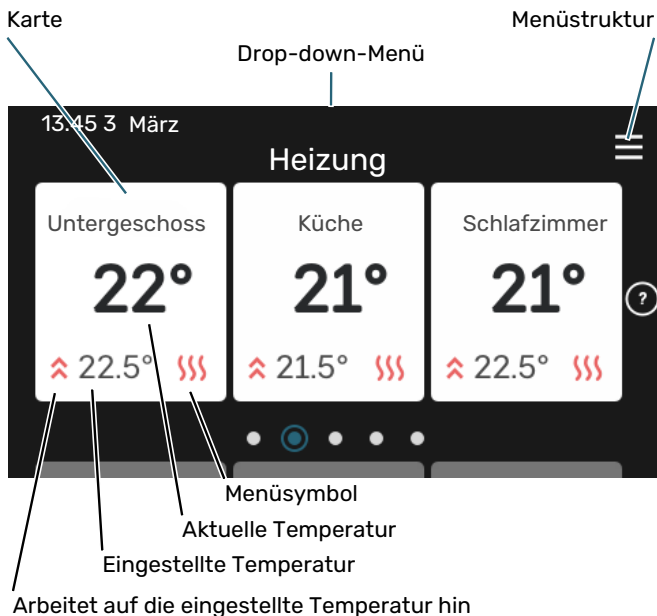 Karte
Menüstruktur
Drop-down-Menü
13.45 3 März
Heizung
Untergeschoss
Küche
Schlafzimmer
22°
21°
21°
?
22.5°
21.5°
22.5°
Menüsymbol
Aktuelle Temperatur
Eingestellte Temperatur
Arbeitet auf die eingestellte Temperatur hin